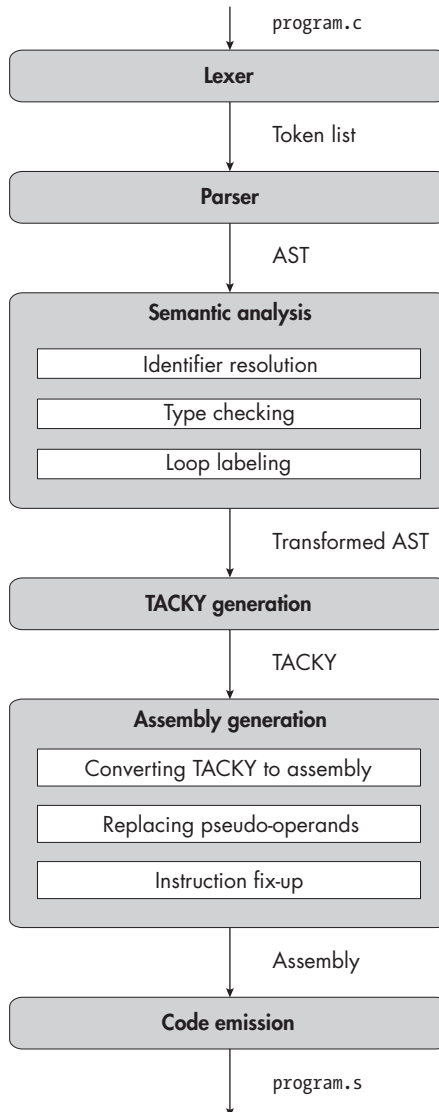 program.c
Lexer
Token list
Parser
AST
Semantic analysis
Identifier resolution
Type checking
Loop labeling
Transformed AST
TACKY generation
TACKY
Assembly generation
Converting TACKY to assembly
Replacing pseudo-operands
Instruction fix-up
Assembly
Code emission
program.s